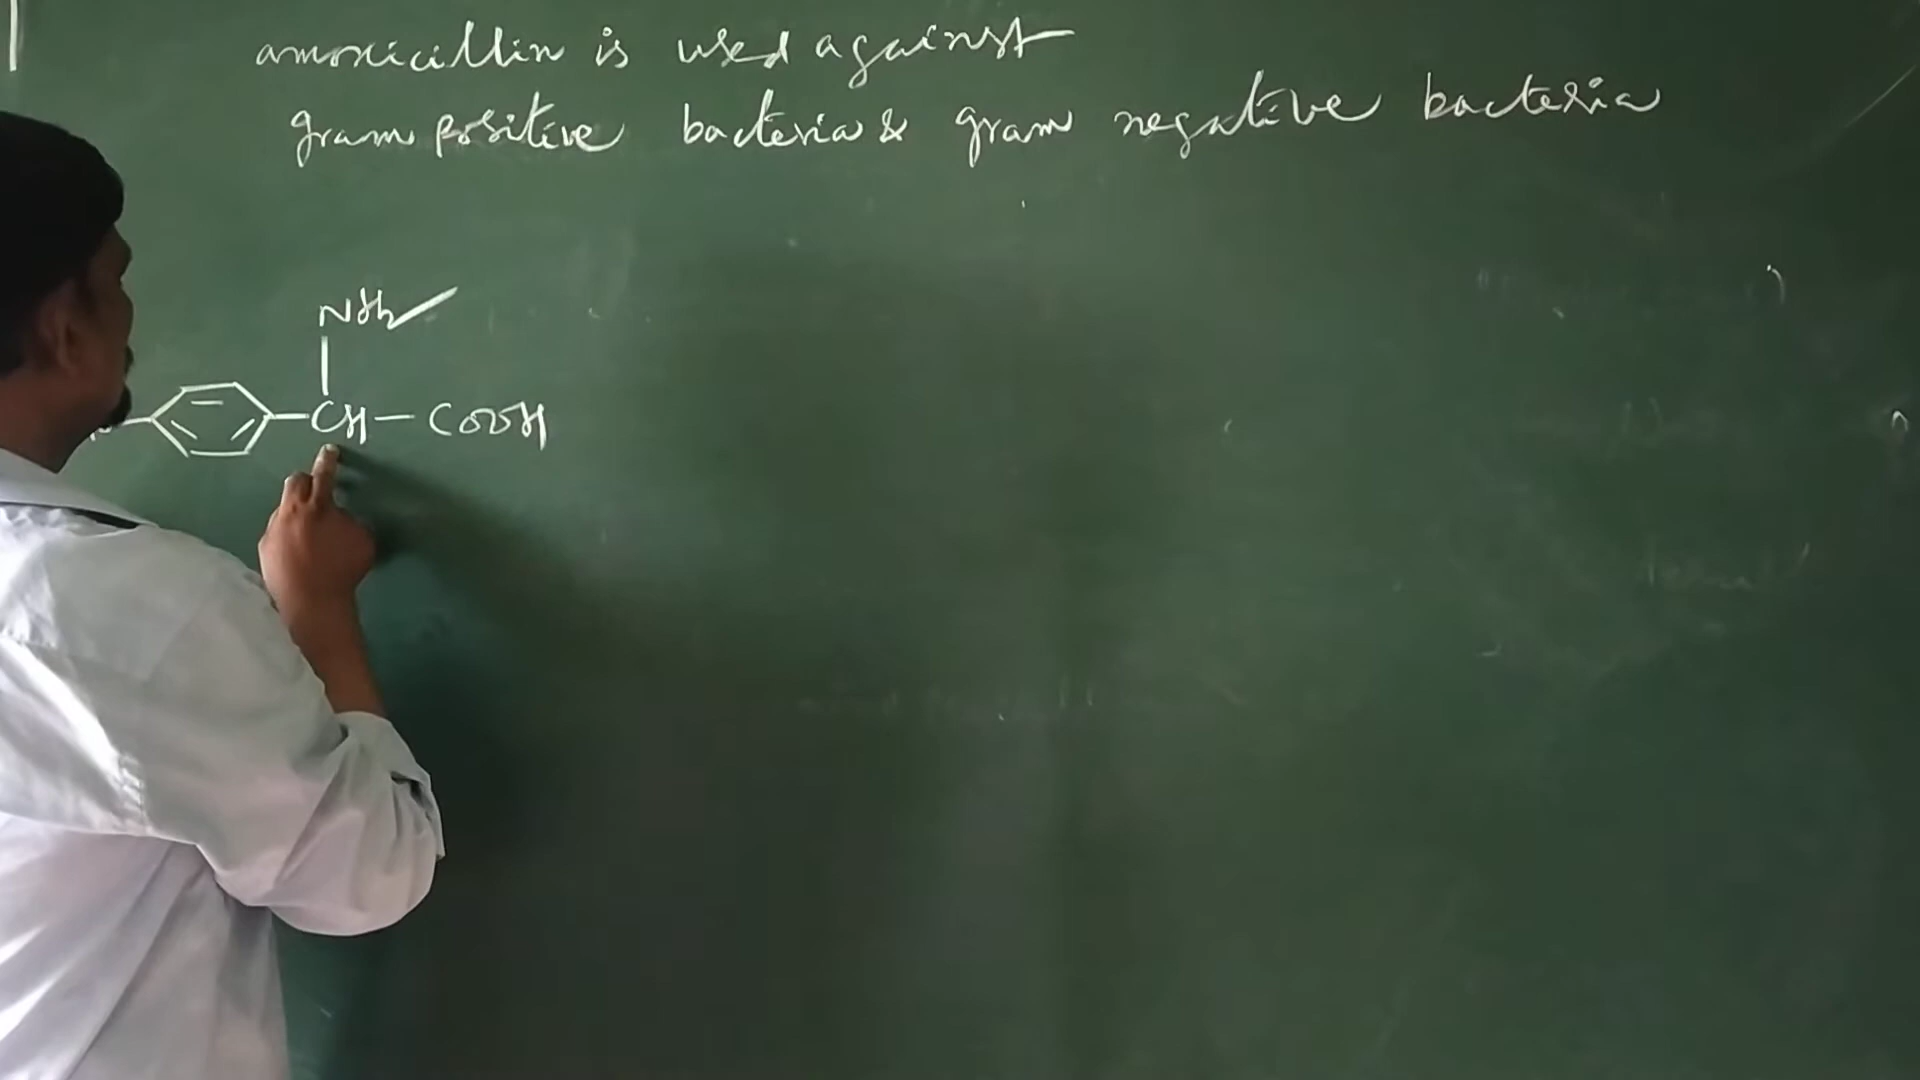 amoxicillin is used against
gram positive bacteria & gram negative bacteria
NH2
CH - COOH